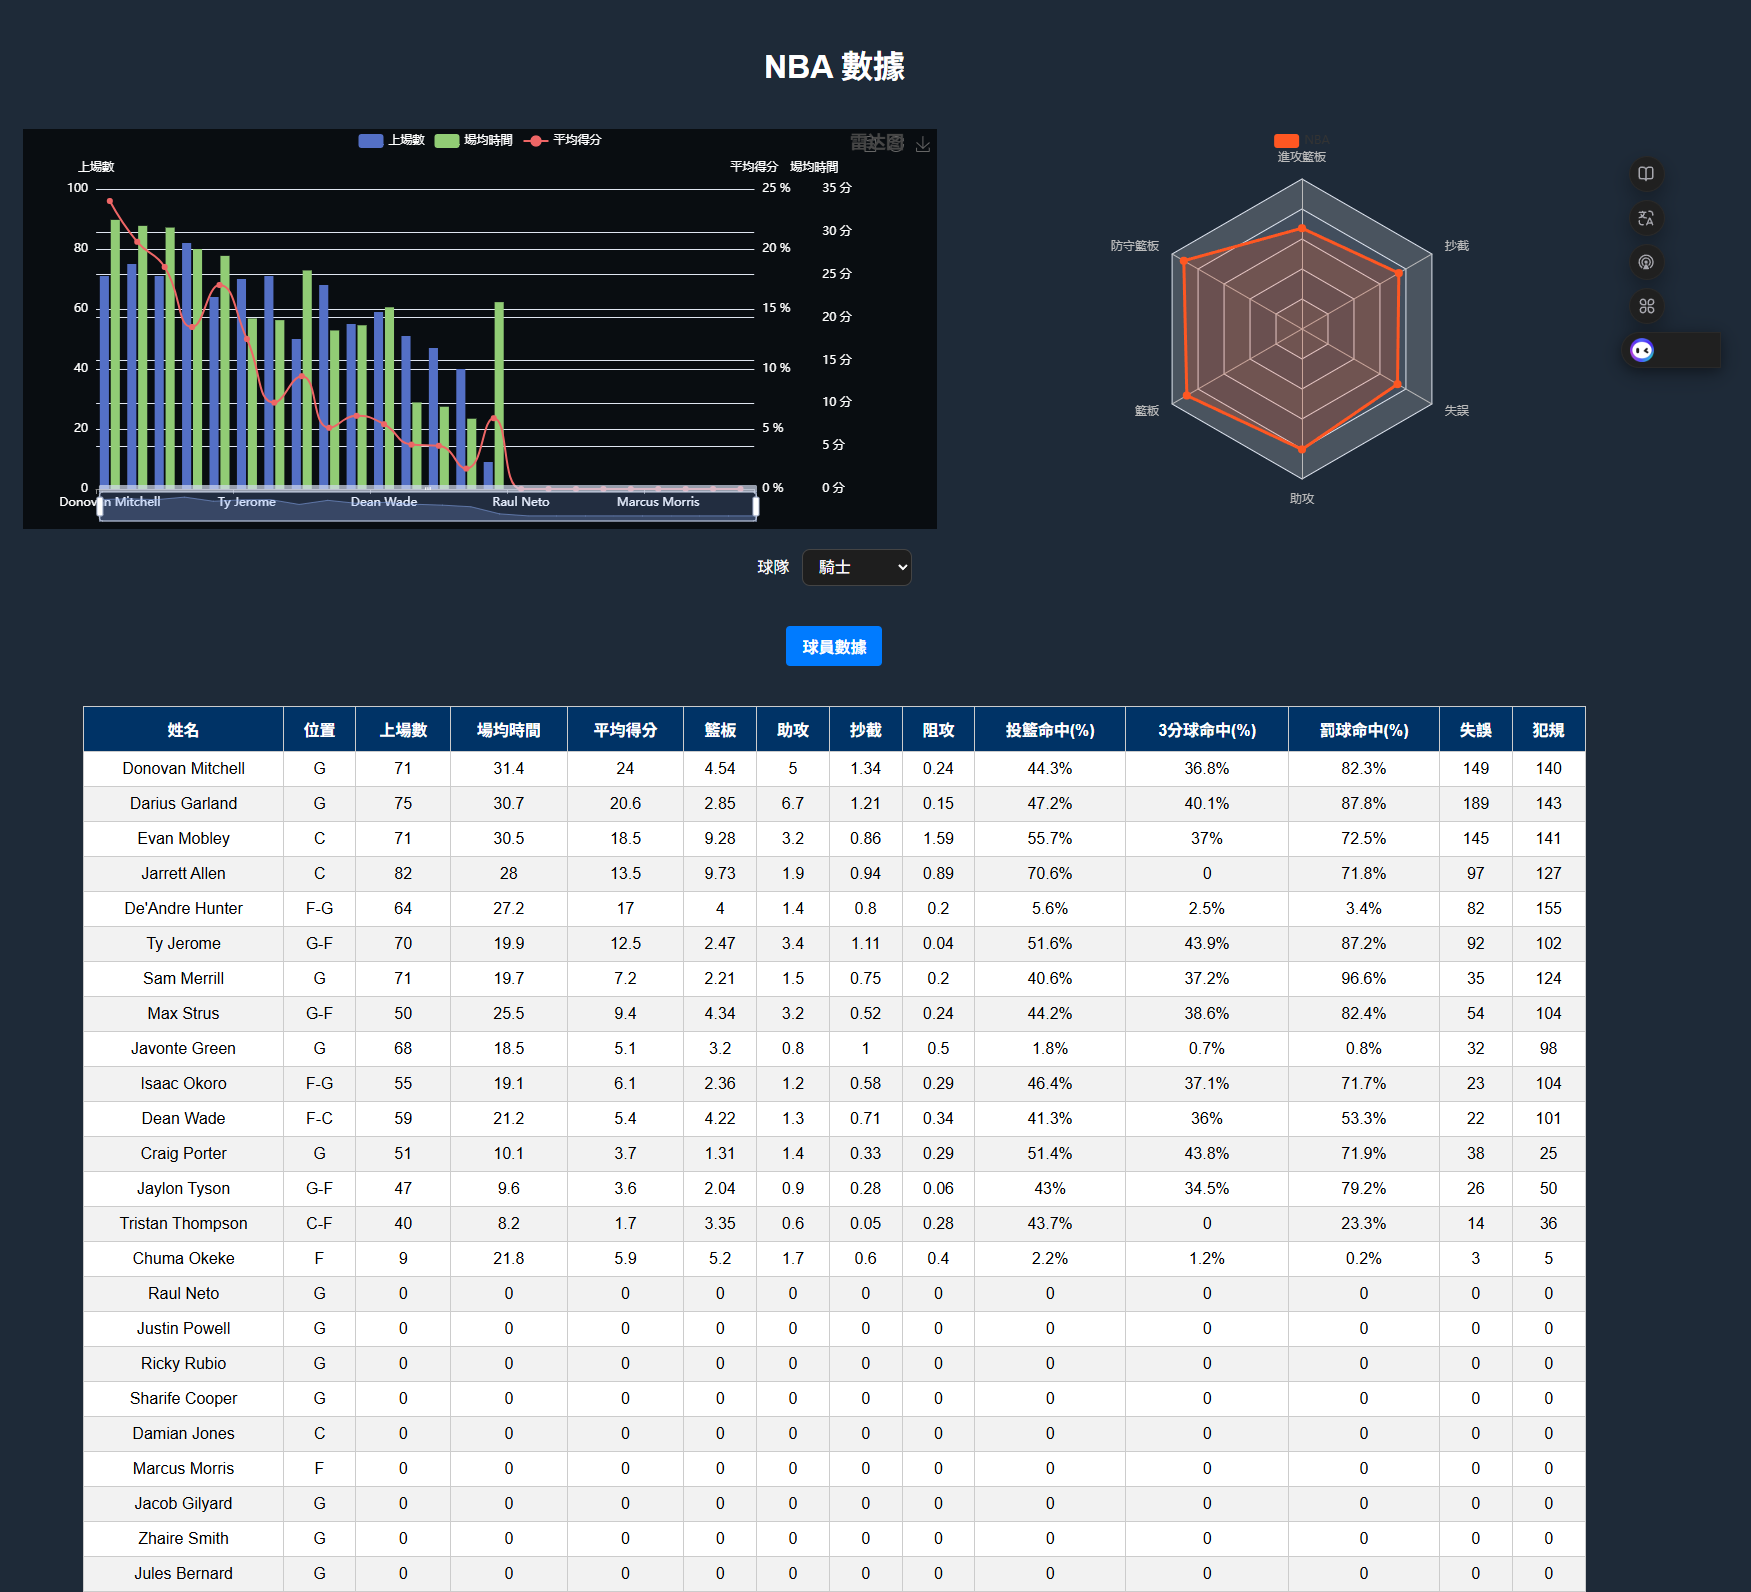 NBA 數據
上場數 場均時間 平均得分
雷达图
上場數 平均得分 場均時間
100 25 % 35 分
30 分
80 20 % 25 分
60 15 % 20 分
15 分
40 10 % 10 分
20 5 % 5 分
0 0 % 0 分
Donovan Mitchell Ty Jerome Dean Wade Raul Neto Marcus Morris
NBA
進攻籃板
防守籃板 抄截
籃板 失誤
助攻
球隊 騎士
球員數據
姓名 位置 上場數 場均時間 平均得分 籃板 助攻 抄截 阻攻 投籃命中(%) 3分球命中(%) 罰球命中(%) 失誤 犯規
Donovan Mitchell G 71 31.4 24 4.54 5 1.34 0.24 44.3% 36.8% 82.3% 149 140
Darius Garland G 75 30.7 20.6 2.85 6.7 1.21 0.15 47.2% 40.1% 87.8% 189 143
Evan Mobley C 71 30.5 18.5 9.28 3.2 0.86 1.59 55.7% 37% 72.5% 145 141
Jarrett Allen C 82 28 13.5 9.73 1.9 0.94 0.89 70.6% 0 71.8% 97 127
De'Andre Hunter F-G 64 27.2 17 4 1.4 0.8 0.2 5.6% 2.5% 3.4% 82 155
Ty Jerome G-F 70 19.9 12.5 2.47 3.4 1.11 0.04 51.6% 43.9% 87.2% 92 102
Sam Merrill G 71 19.7 7.2 2.21 1.5 0.75 0.2 40.6% 37.2% 96.6% 35 124
Max Strus G-F 50 25.5 9.4 4.34 3.2 0.52 0.24 44.2% 38.6% 82.4% 54 104
Javonte Green G 68 18.5 5.1 3.2 0.8 1 0.5 1.8% 0.7% 0.8% 32 98
Isaac Okoro F-G 55 19.1 6.1 2.36 1.2 0.58 0.29 46.4% 37.1% 71.7% 23 104
Dean Wade F-C 59 21.2 5.4 4.22 1.3 0.71 0.34 41.3% 36% 53.3% 22 101
Craig Porter G 51 10.1 3.7 1.31 1.4 0.33 0.29 51.4% 43.8% 71.9% 38 25
Jaylon Tyson G-F 47 9.6 3.6 2.04 0.9 0.28 0.06 43% 34.5% 79.2% 26 50
Tristan Thompson C-F 40 8.2 1.7 3.35 0.6 0.05 0.28 43.7% 0 23.3% 14 36
Chuma Okeke F 9 21.8 5.9 5.2 1.7 0.6 0.4 2.2% 1.2% 0.2% 3 5
Raul Neto G 0 0 0 0 0 0 0 0 0 0 0 0
Justin Powell G 0 0 0 0 0 0 0 0 0 0 0 0
Ricky Rubio G 0 0 0 0 0 0 0 0 0 0 0 0
Sharife Cooper G 0 0 0 0 0 0 0 0 0 0 0 0
Damian Jones C 0 0 0 0 0 0 0 0 0 0 0 0
Marcus Morris F 0 0 0 0 0 0 0 0 0 0 0 0
Jacob Gilyard G 0 0 0 0 0 0 0 0 0 0 0 0
Zhaire Smith G 0 0 0 0 0 0 0 0 0 0 0 0
Jules Bernard G 0 0 0 0 0 0 0 0 0 0 0 0